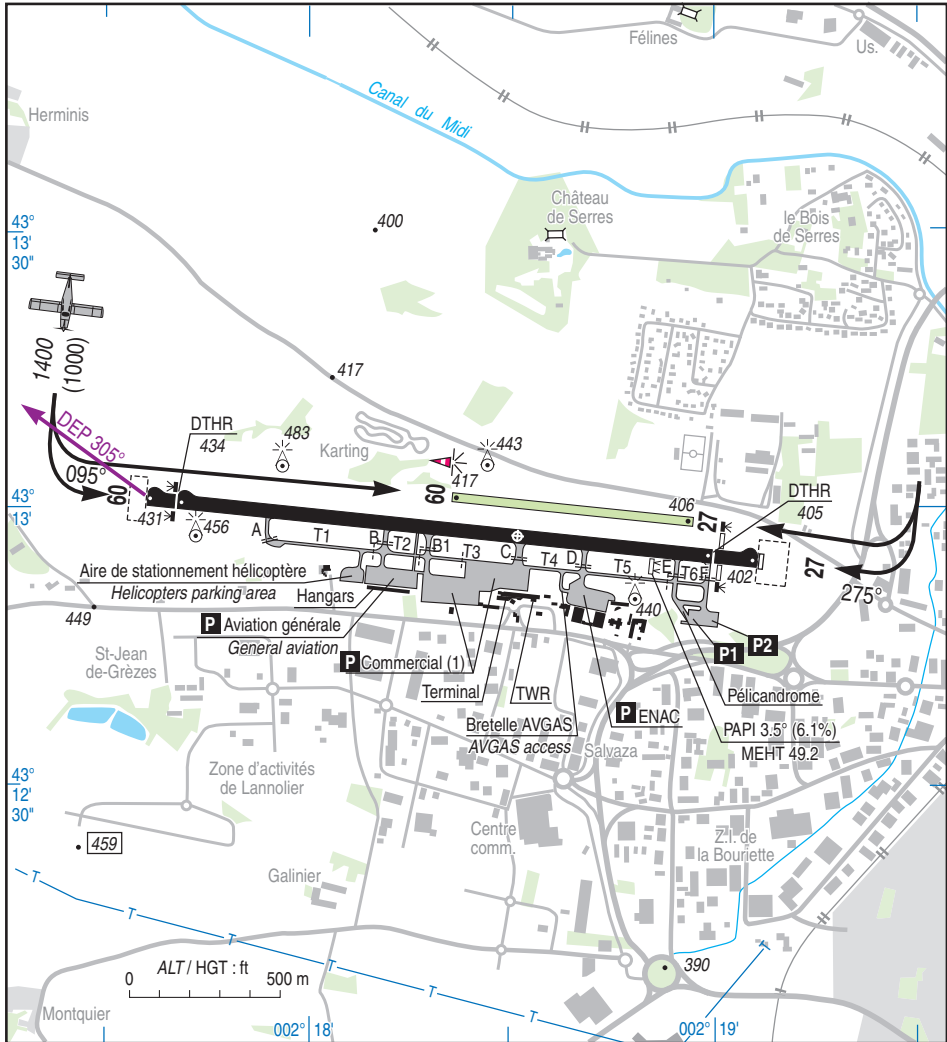 Félines
Us.
Herminis
Canal du Midi
43°
13'
30"
400
Château
de Serres
le Bois
de Serres
1400
(1000)
417
DEP 305°
DTHR
434
483
Karting
443
417
095°
09
09
406
27
DTHR
405
43°
13'
431
456
A
T1
B
T2
B1
T3
C
T4
D
T5
E
T6
F
402
27
275°
Aire de stationnement hélicoptère
Helicopters parking area
Hangars
440
449
P Aviation générale
General aviation
P1
P2
St-Jean
de-Grèzes
P Commercial (1)
Terminal
TWR
Pélicandrome
Bretelle AVGAS
AVGAS access
P ENAC
PAPI 3.5° (6.1%)
MEHT 49.2
Salvaza
43°
12'
30"
Zone d'activités
de Lannolier
459
Centre
comm.
Z.I. de
la Bouriette
Galinier
T
T
T
T
T
T
T
ALT / HGT : ft
0
500 m
390
Montquier
002° 18'
002° 19'